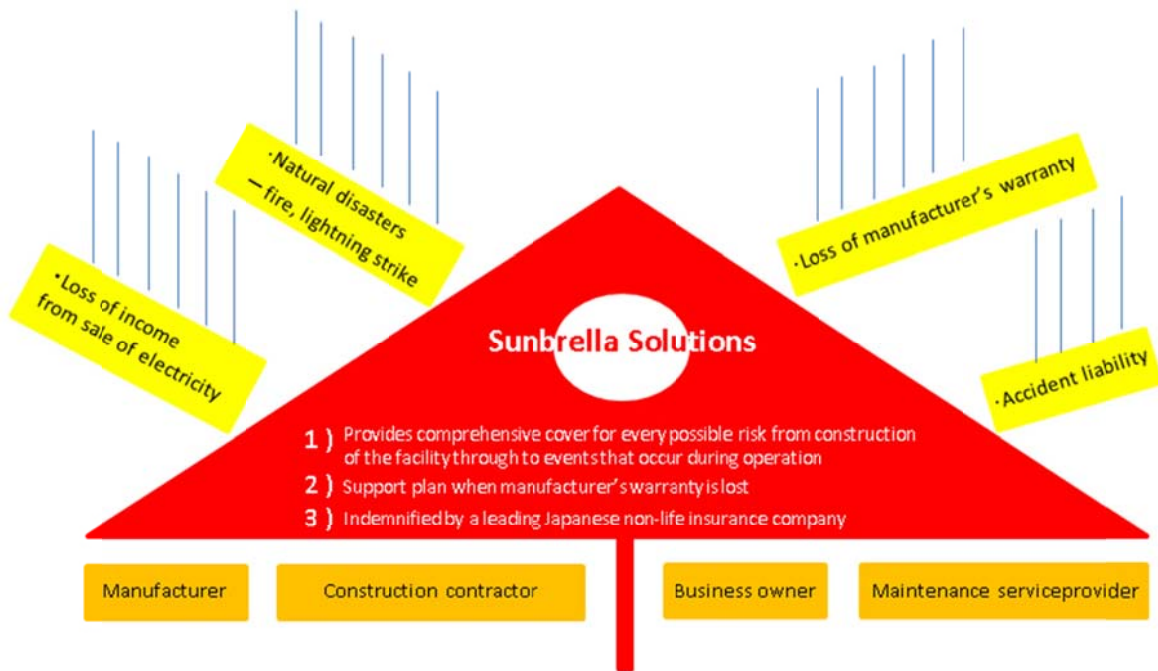 ·Natural disasters
—fire, lightning strike
·Loss of income
from sale of electricity
·Loss of manufacturer's warranty
·Accident liability
Sunbrella Solutions
1) Provides comprehensive cover for every possible risk from construction
of the facility through to events that occur during operation
2) Support plan when manufacturer's warranty is lost
3) Indemnified by a leading Japanese non-life insurance company
Manufacturer
Construction contractor
Business owner
Maintenance serviceprovider